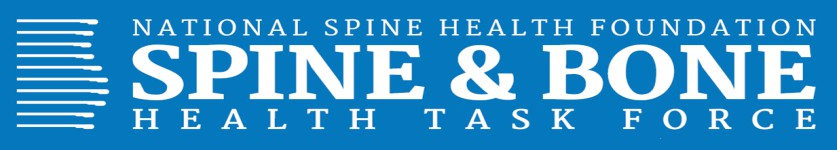 NATIONAL SPINE HEALTH FOUNDATION
SPINE & BONE
HEALTH TASK FORCE